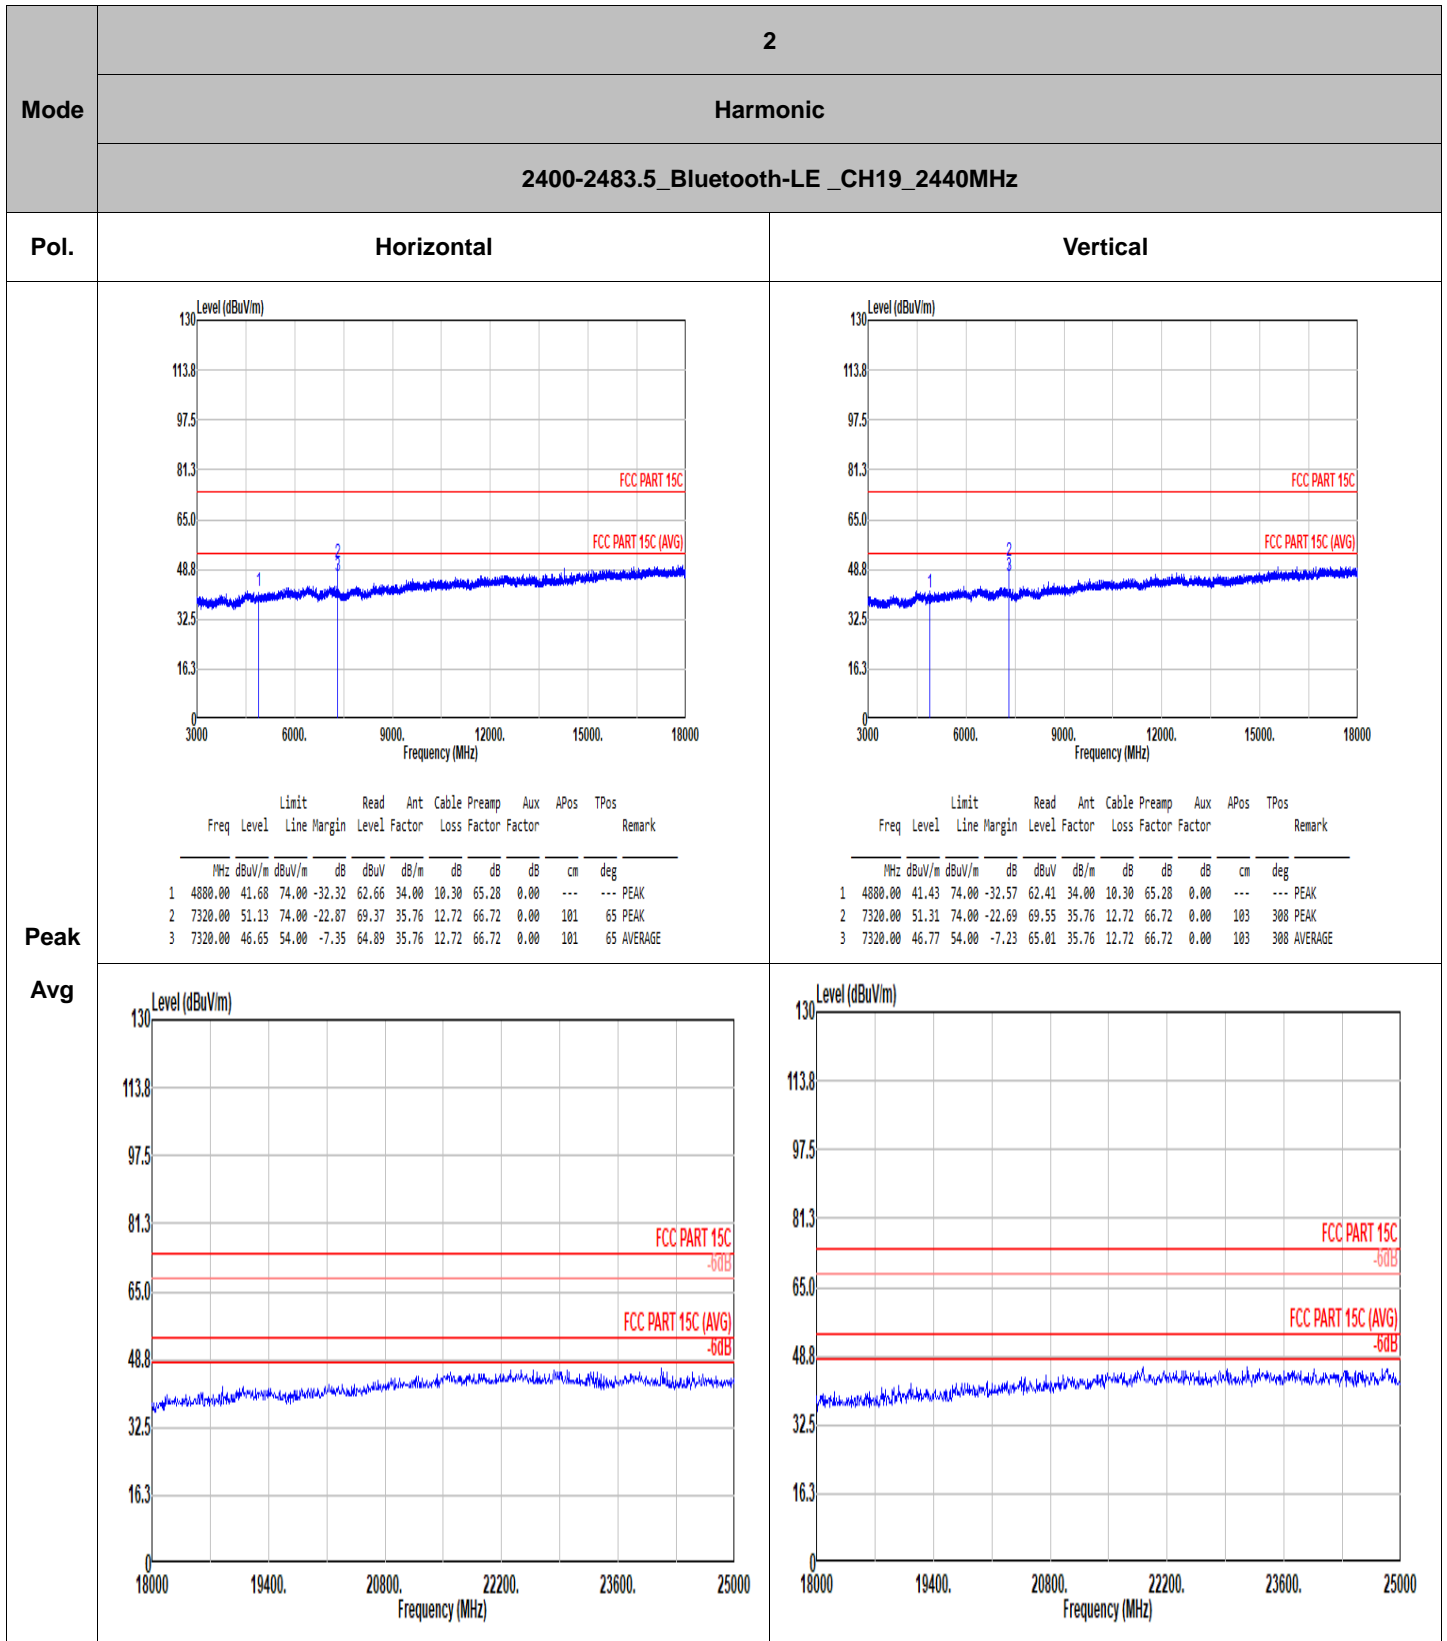 Mode
2
Harmonic
2400-2483.5_Bluetooth-LE _CH19_2440MHz
Pol.
Horizontal
Vertical
Peak
Avg
Level (dBuV/m)
130
113.8
97.5
81.3
FCC PART 15C
65.0
FCC PART 15C (AVG)
48.8
1
2
3
32.5
16.3
0
3000 6000. 9000. 12000. 15000. 18000
Frequency (MHz)
Limit Read Ant Cable Preamp Aux APos TPos
Freq Level Line Margin Level Factor Loss Factor Factor Remark
MHz dBuV/m dBuV/m dB dBuV dB/m dB dB dB cm deg
1 4880.00 41.68 74.00 -32.32 62.66 34.00 10.30 65.28 0.00 --- --- PEAK
2 7320.00 51.13 74.00 -22.87 69.37 35.76 12.72 66.72 0.00 101 65 PEAK
3 7320.00 46.65 54.00 -7.35 64.89 35.76 12.72 66.72 0.00 101 65 AVERAGE
Level (dBuV/m)
130
113.8
97.5
81.3
FCC PART 15C
65.0
FCC PART 15C (AVG)
48.8
1
2
3
32.5
16.3
0
3000 6000. 9000. 12000. 15000. 18000
Frequency (MHz)
Limit Read Ant Cable Preamp Aux APos TPos
Freq Level Line Margin Level Factor Loss Factor Factor Remark
MHz dBuV/m dBuV/m dB dBuV dB/m dB dB dB cm deg
1 4880.00 41.43 74.00 -32.57 62.41 34.00 10.30 65.28 0.00 --- --- PEAK
2 7320.00 51.31 74.00 -22.69 69.55 35.76 12.72 66.72 0.00 103 308 PEAK
3 7320.00 46.77 54.00 -7.23 65.01 35.76 12.72 66.72 0.00 103 308 AVERAGE
Level (dBuV/m)
130
113.8
97.5
81.3
FCC PART 15C
-6dB
65.0
FCC PART 15C (AVG)
-6dB
48.8
32.5
16.3
0
18000 19400. 20800. 22200. 23600. 25000
Frequency (MHz)
Level (dBuV/m)
130
113.8
97.5
81.3
FCC PART 15C
-6dB
65.0
FCC PART 15C (AVG)
-6dB
48.8
32.5
16.3
0
18000 19400. 20800. 22200. 23600. 25000
Frequency (MHz)